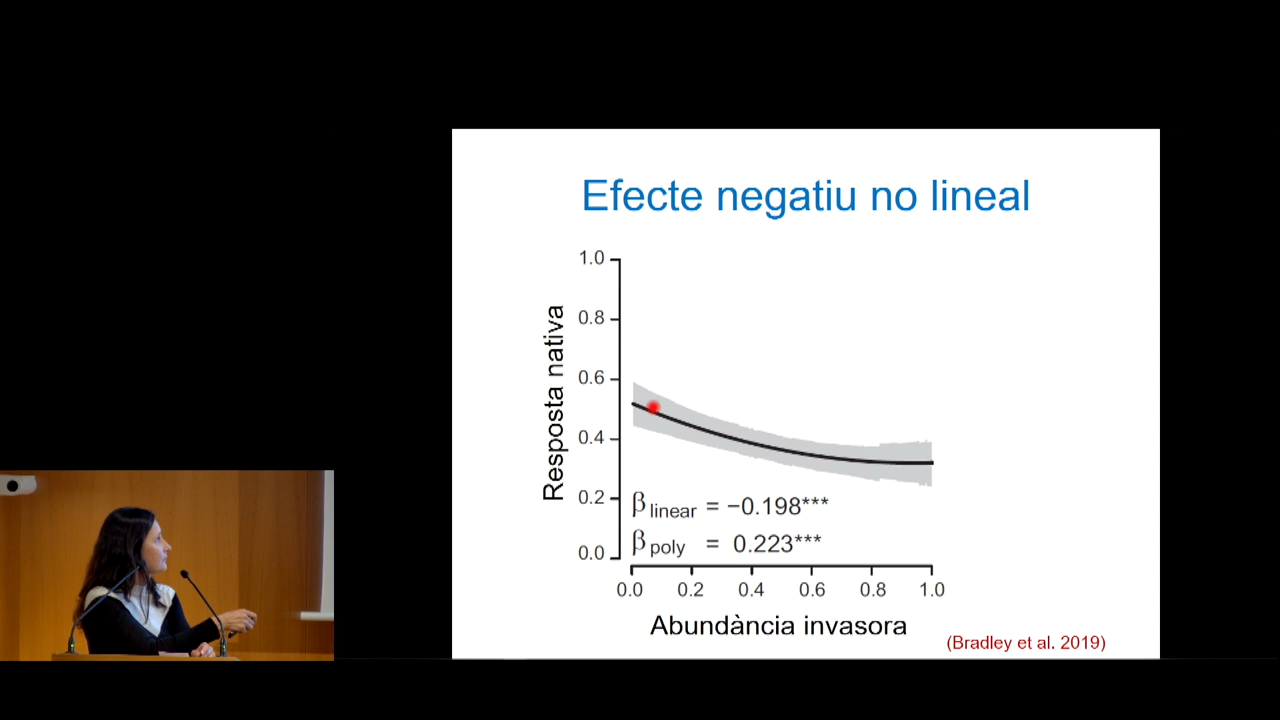 Efecte negatiu no lineal
1.0
0.8
0.6
0.4
0.2
0.0
Resposta nativa
β linear = −0.198***
β poly = 0.223***
0.0 0.2 0.4 0.6 0.8 1.0
Abundància invasora
(Bradley et al. 2019)